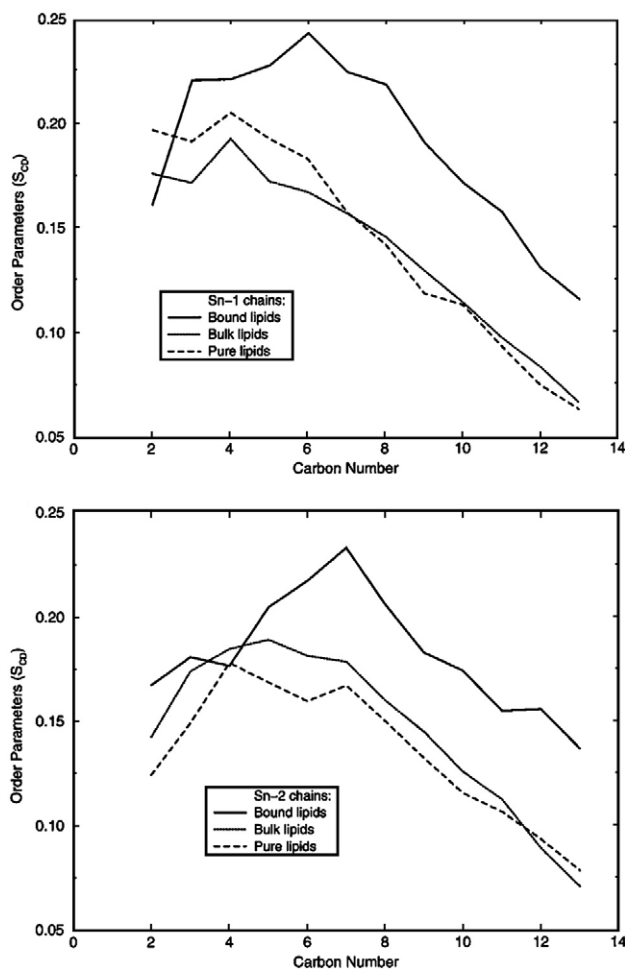 0.25
0.20
0.15
0.10
0.05
Order Parameters (S_CD)
Sn-1 chains:
Bound lipids
Bulk lipids
Pure lipids
0 2 4 6 8 10 12 14
Carbon Number
0.25
0.20
0.15
0.10
0.05
Order Parameters (S_CD)
Sn-2 chains:
Bound lipids
Bulk lipids
Pure lipids
0 2 4 6 8 10 12 14
Carbon Number